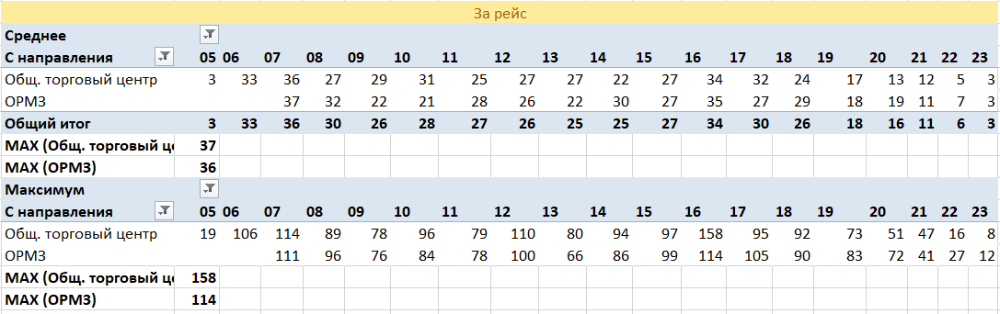 За рейс
Среднее
С направления 05 06 07 08 09 10 11 12 13 14 15 16 17 18 19 20 21 22 23
Общ. торговый центр 3 33 36 27 29 31 25 27 27 22 27 34 32 24 17 13 12 5 3
ОРМЗ 37 32 22 21 28 26 22 30 27 35 27 29 18 19 11 7 3
Общий итог 3 33 36 30 26 28 27 26 25 25 27 34 30 26 18 16 11 6 3
MAX (Общ. торговый це 37
MAX (ОРМЗ) 36
Максимум
С направления 05 06 07 08 09 10 11 12 13 14 15 16 17 18 19 20 21 22 23
Общ. торговый центр 19 106 114 89 78 96 79 110 80 94 97 158 95 92 73 51 47 16 8
ОРМЗ 111 96 76 84 78 100 66 86 99 114 105 90 83 72 41 27 12
MAX (Общ. торговый це 158
MAX (ОРМЗ) 114